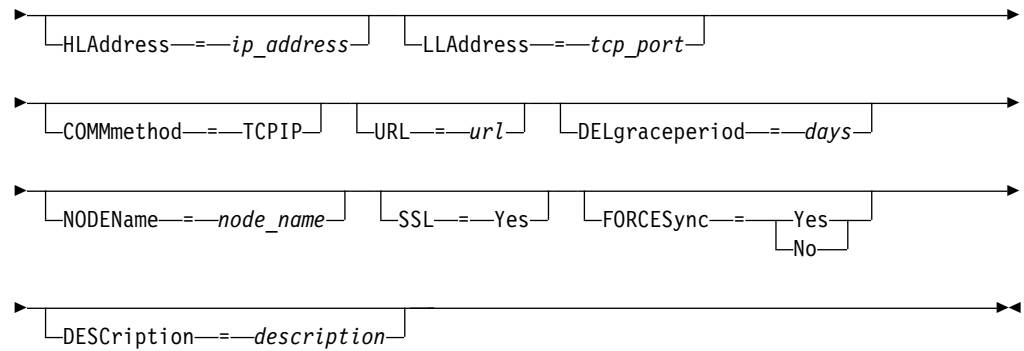 HLAddress = ip_address LLAddress = tcp_port
COMMmethod = TCPIP URL = url DELgraceperiod = days
NODEName = node_name SSL = Yes FORCESync = Yes
No
DESCription = description